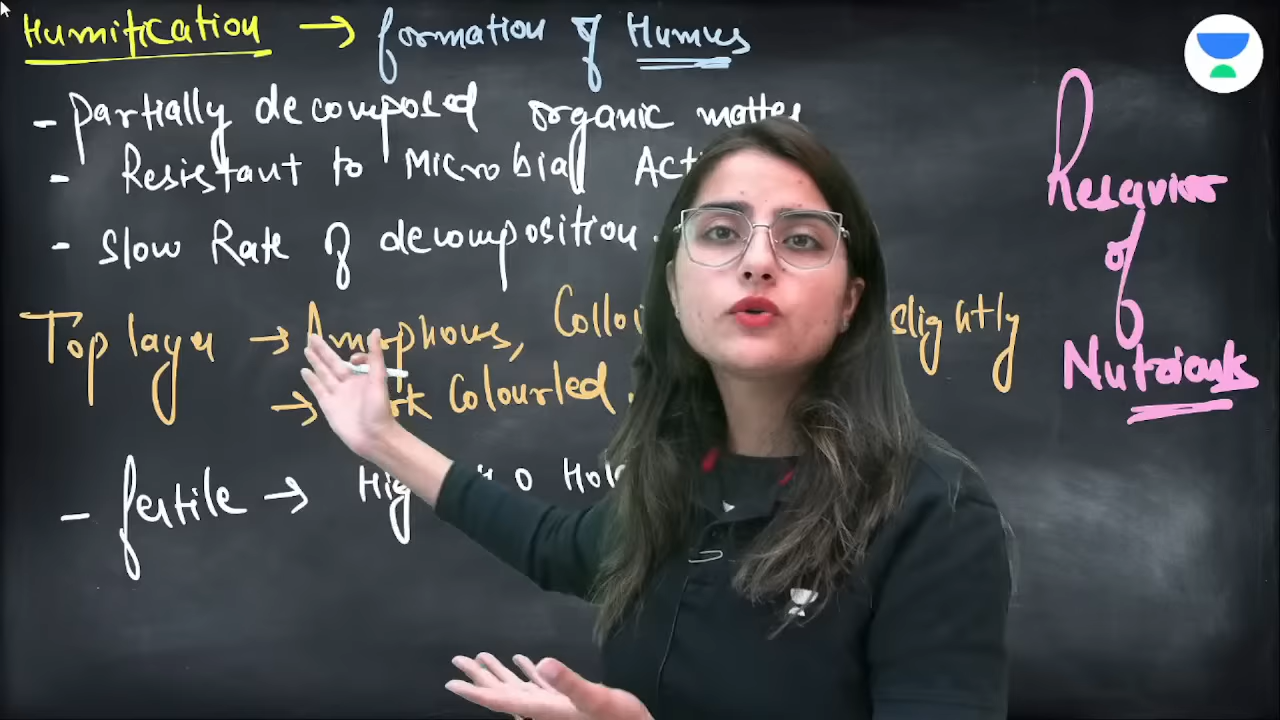 Humification → formation of Humus
- Partially decomposed organic matter
- Resistant to Microbial
- Slow Rate of decomposition.
Top layer → Amorphous, slightly
→ Colourled.
- fertile →
Reservior
of
Nutrients